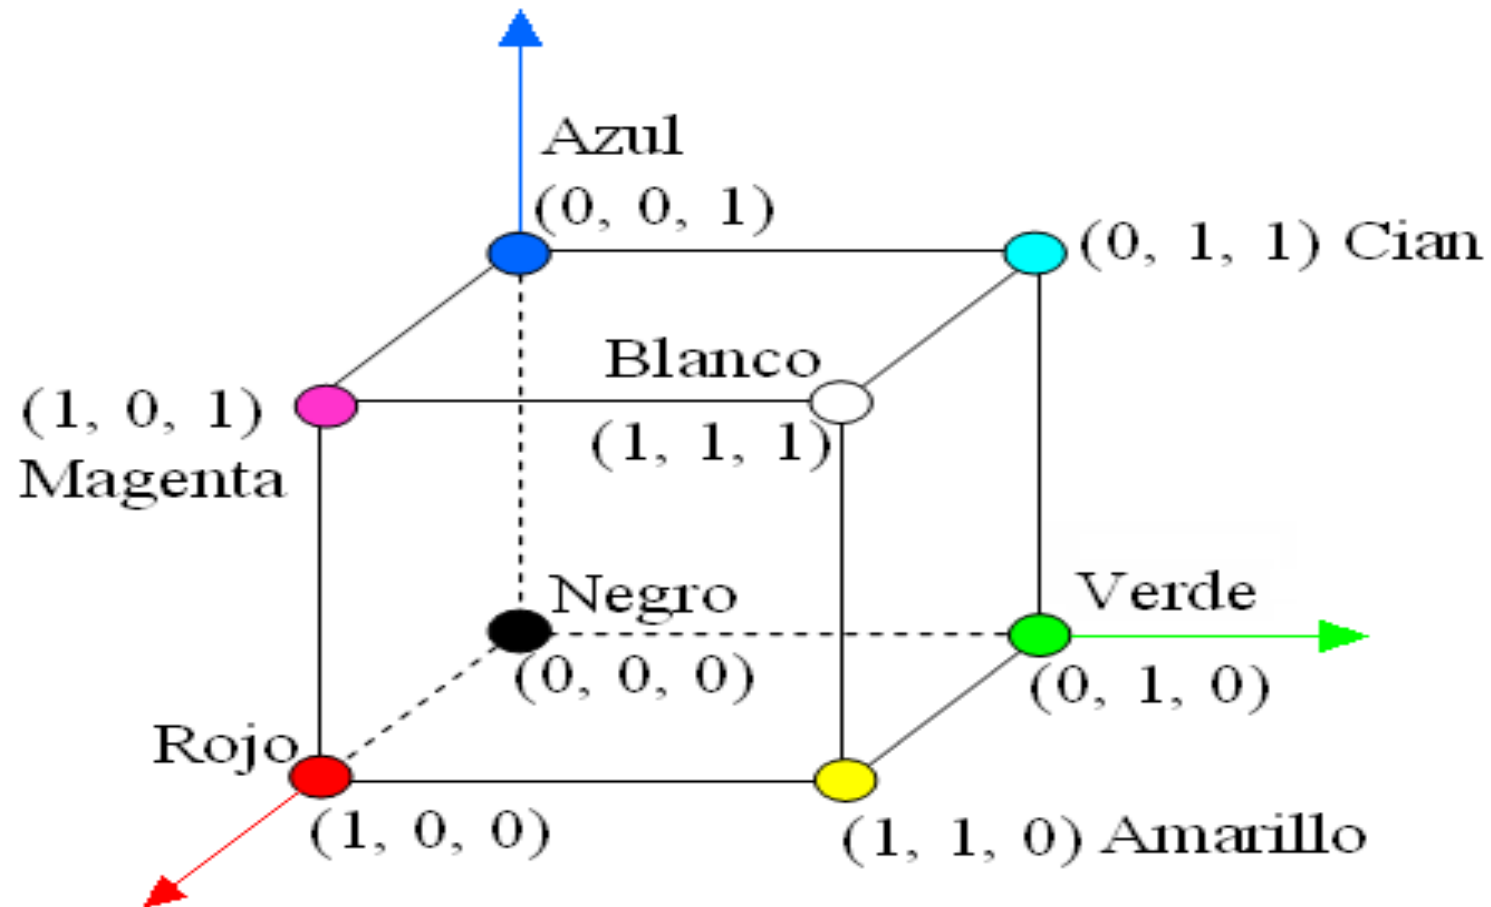 Azul
(0, 0, 1)
(0, 1, 1) Cian
Blanco
(1, 0, 1)
(1, 1, 1)
Magenta
Negro
Verde
(0, 0, 0)
(0, 1, 0)
Rojo
(1, 0, 0)
(1, 1, 0) Amarillo